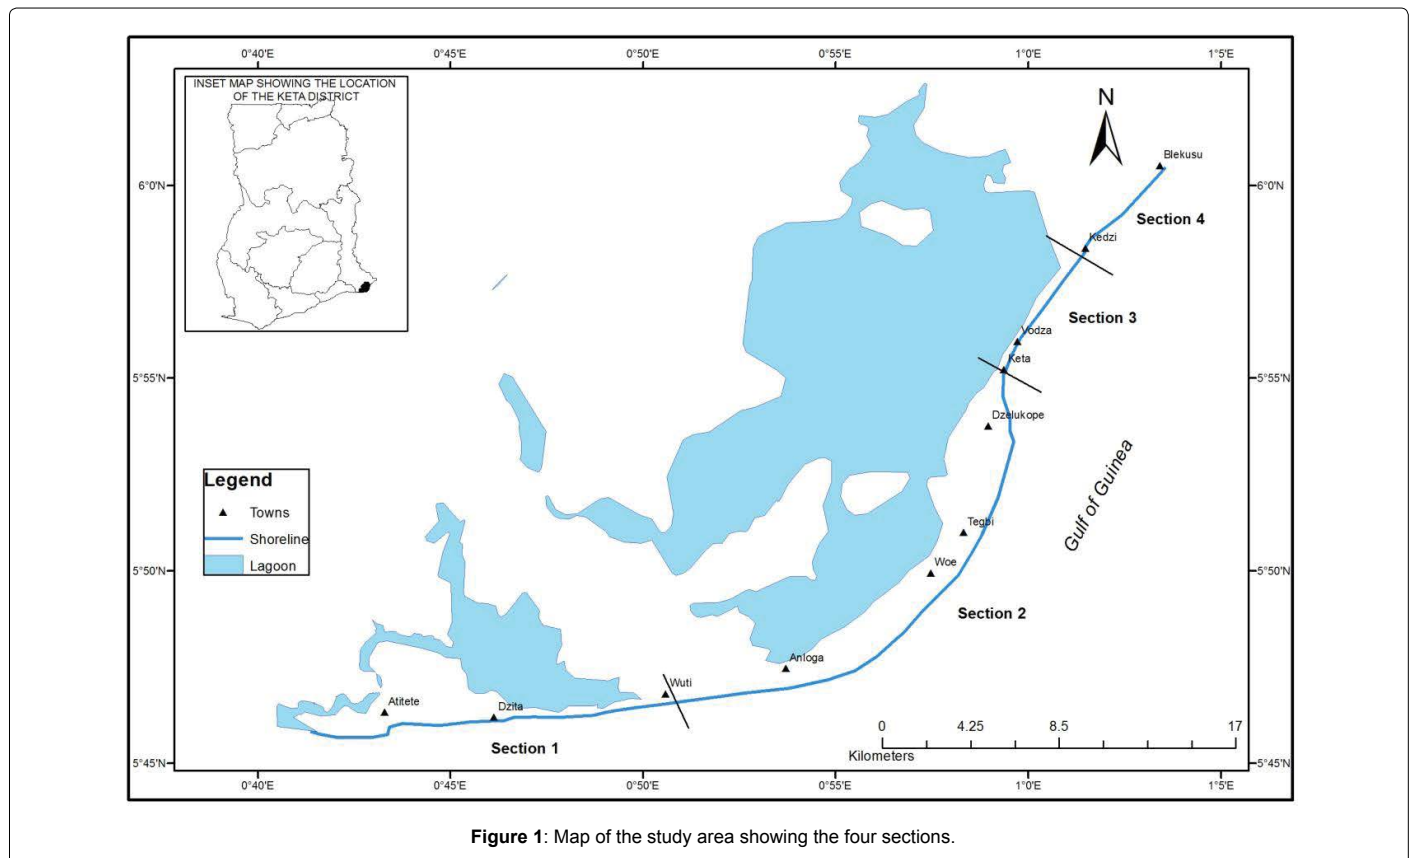 0°40'E 0°45'E 0°50'E 0°55'E 1°0'E 1°5'E
INSET MAP SHOWING THE LOCATION
OF THE KETA DISTRICT
N
Blekusu
6°0'N 6°0'N
Section 4
Kedzi
Section 3
Vodza
Keta
5°55'N 5°55'N
Dzelukope
Gulf of Guinea
Legend
Towns
Shoreline
Lagoon
Tegbi
Woe
5°50'N 5°50'N
Section 2
Anloga
Wuti
Atitete
Dzita
Section 1
0 4.25 8.5 17
Kilometers
5°45'N 5°45'N
0°40'E 0°45'E 0°50'E 0°55'E 1°0'E 1°5'E
Figure 1: Map of the study area showing the four sections.